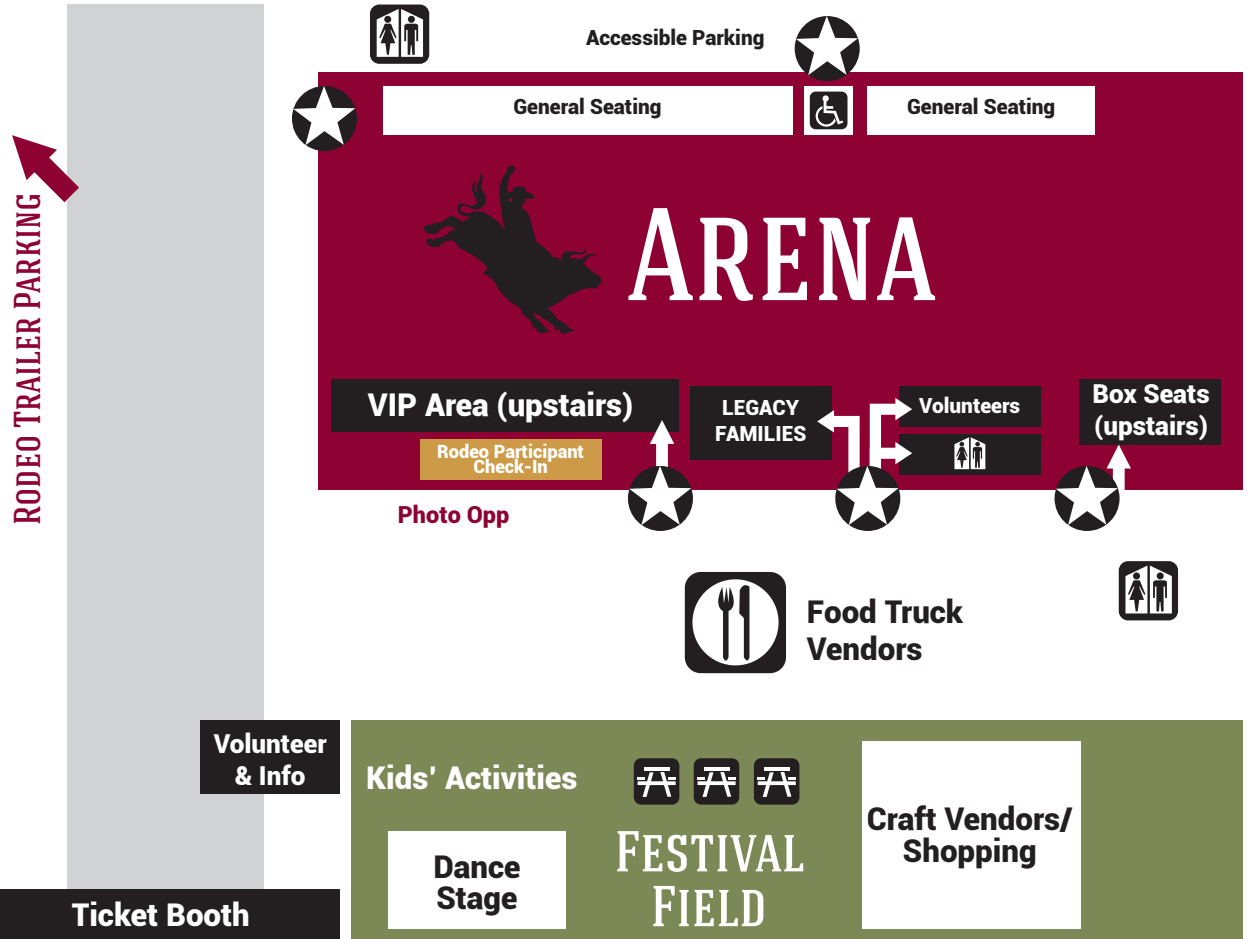 Accessible Parking
General Seating
General Seating
RODEO TRAILER PARKING
ARENA
VIP Area (upstairs)
Rodeo Participant
Check-In
LEGACY
FAMILIES
Volunteers
Box Seats
(upstairs)
Photo Opp
Food Truck
Vendors
Volunteer
& Info
Kids' Activities
Dance
Stage
FESTIVAL
FIELD
Craft Vendors/
Shopping
Ticket Booth